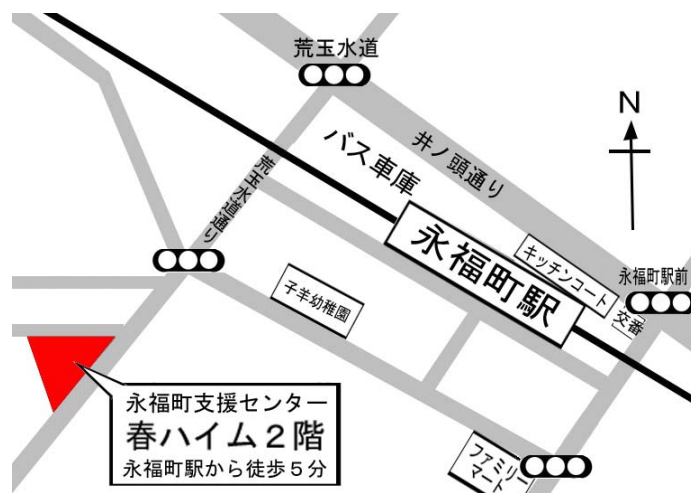 荒玉水道
N
井ノ頭通り
バス車庫
荒玉水道通り
永福町駅
キッチンコート
永福町駅前
交番
子羊幼稚園
永福町支援センター
春ハイム２階
永福町駅から徒歩５分
ファミリー
マート